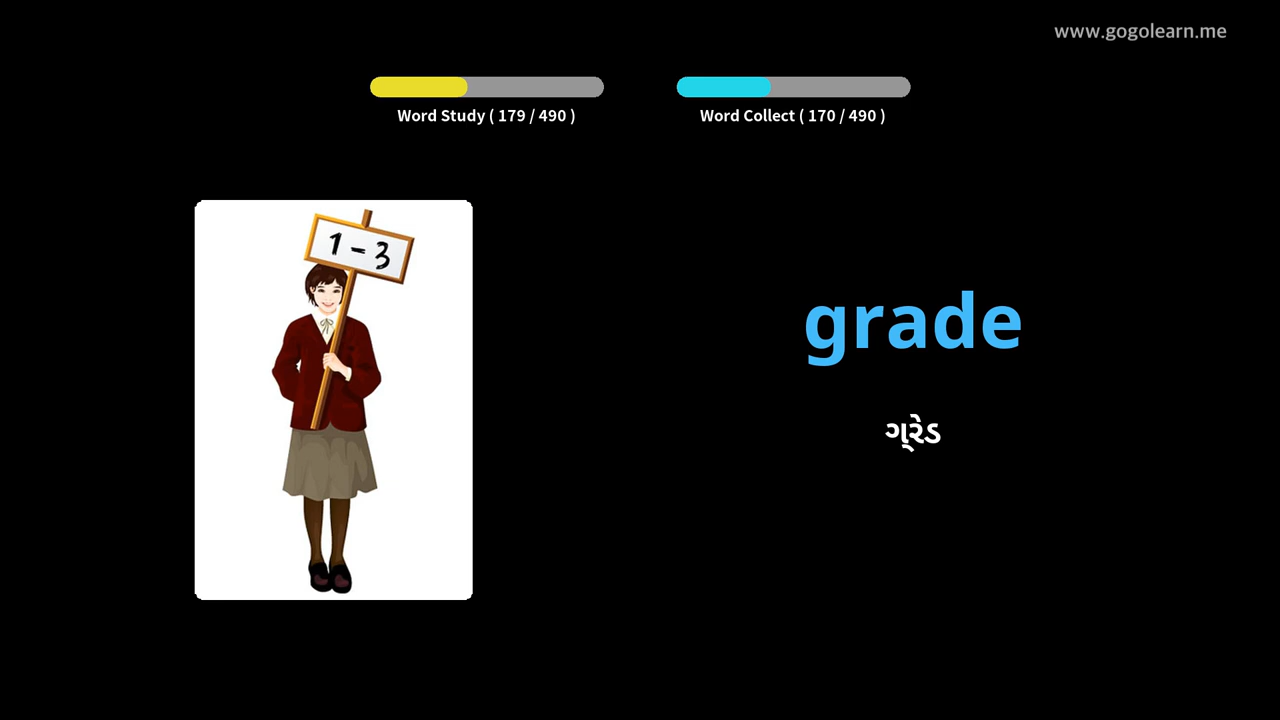 www.gogolearn.me
Word Study ( 179 / 490 )
Word Collect ( 170 / 490 )
1 - 3
grade
ગ્રેડ